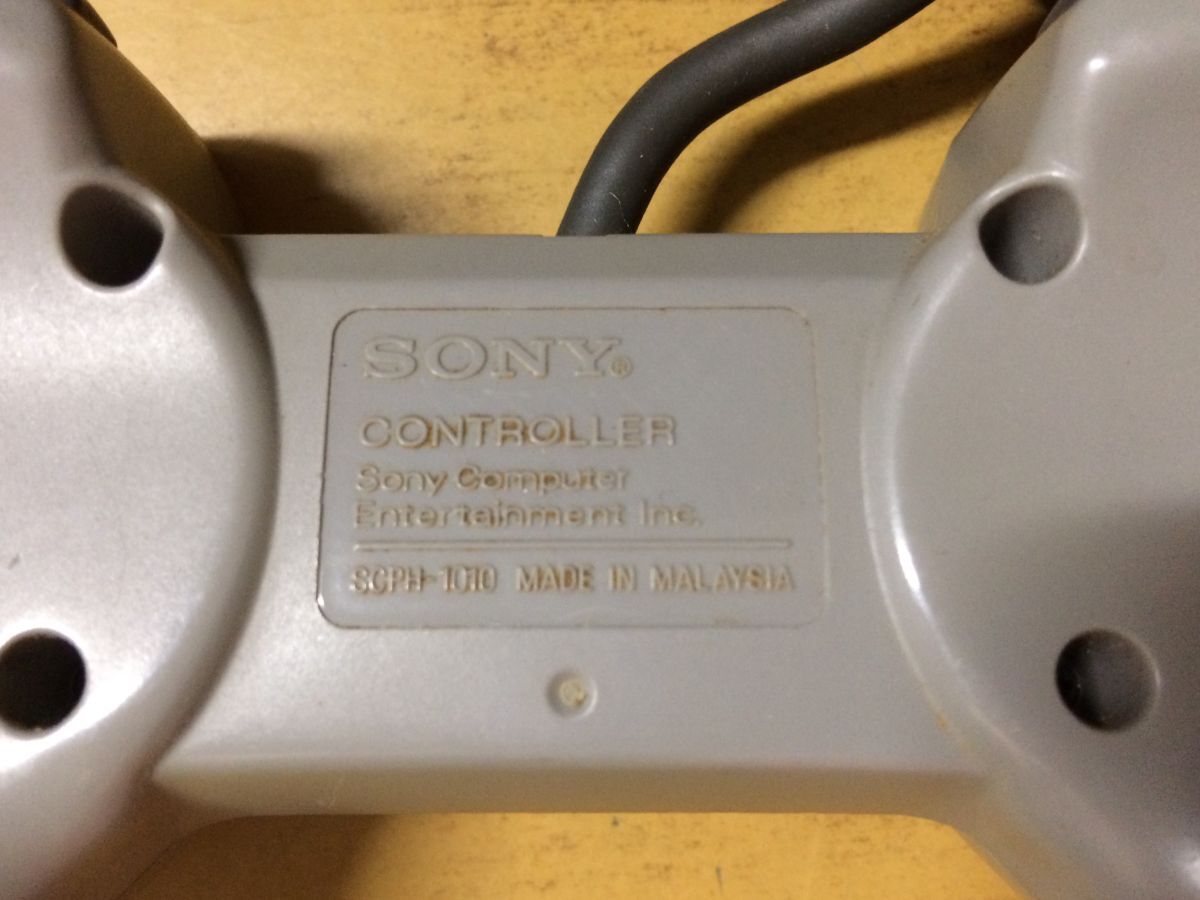 SONY®
CONTROLLER
Sony Computer
Entertainment Inc.
SCPH-1010 MADE IN MALAYSIA